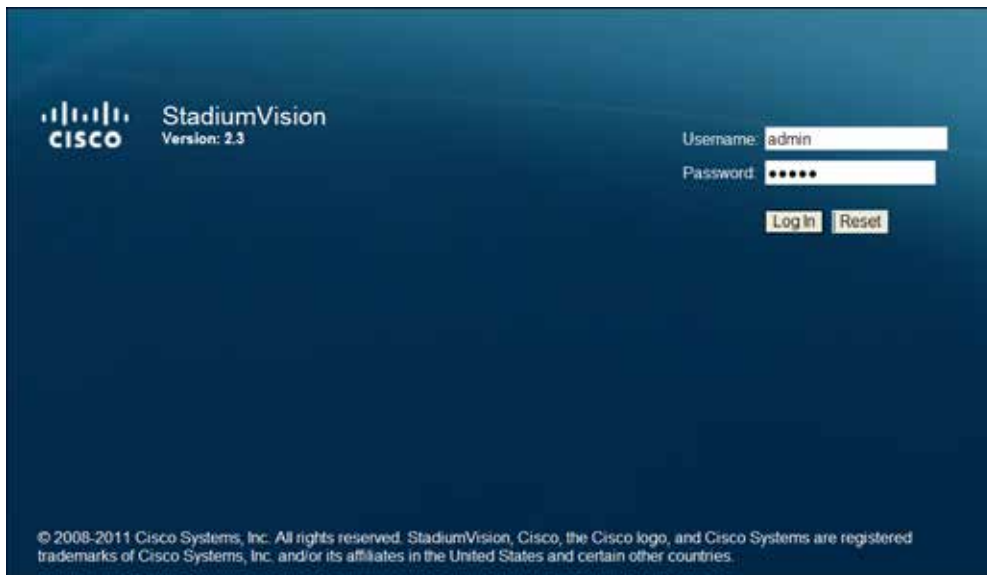 CISCO
StadiumVision
Version: 2.3
Username: admin
Password: •••••
Log In Reset
© 2008-2011 Cisco Systems, Inc. All rights reserved. StadiumVision, Cisco, the Cisco logo, and Cisco Systems are registered
trademarks of Cisco Systems, Inc. and/or its affiliates in the United States and certain other countries.